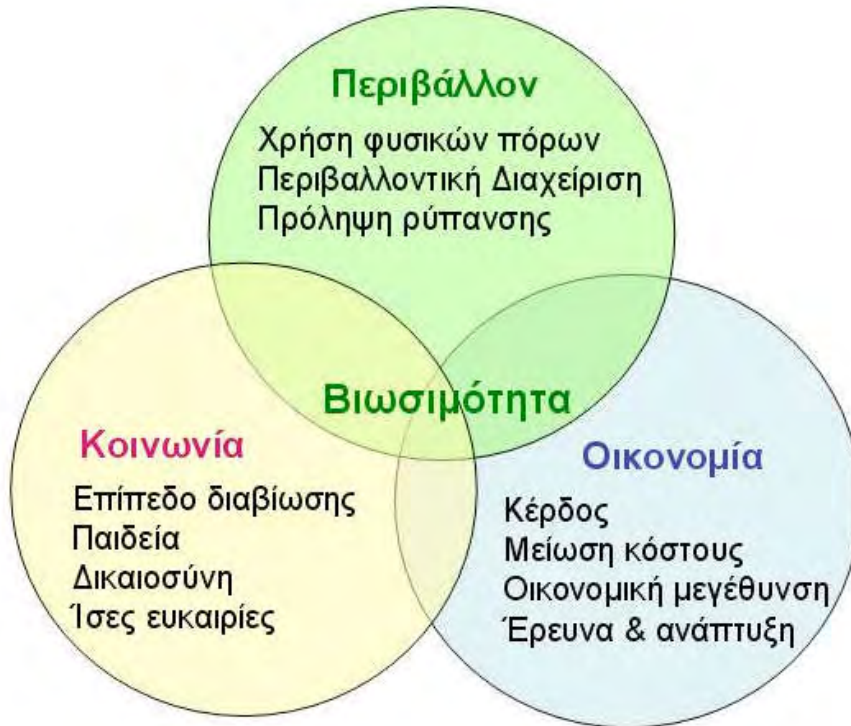 Περιβάλλον
Χρήση φυσικών πόρων
Περιβαλλοντική Διαχείριση
Πρόληψη ρύπανσης
Βιωσιμότητα
Κοινωνία
Επίπεδο διαβίωσης
Παιδεία
Δικαιοσύνη
Ίσες ευκαιρίες
Οικονομία
Κέρδος
Μείωση κόστους
Οικονομική μεγέθυνση
Έρευνα & ανάπτυξη